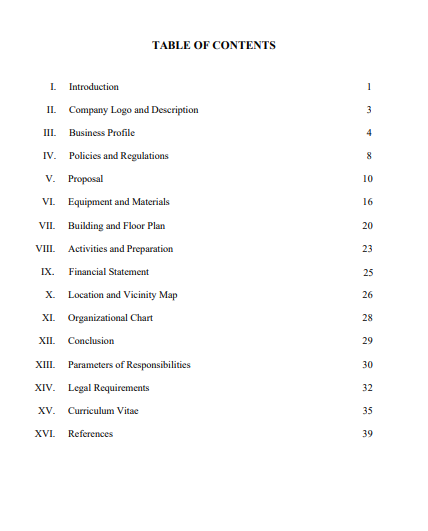 TABLE OF CONTENTS
I. Introduction 1
II. Company Logo and Description 3
III. Business Profile 4
IV. Policies and Regulations 8
V. Proposal 10
VI. Equipment and Materials 16
VII. Building and Floor Plan 20
VIII. Activities and Preparation 23
IX. Financial Statement 25
X. Location and Vicinity Map 26
XI. Organizational Chart 28
XII. Conclusion 29
XIII. Parameters of Responsibilities 30
XIV. Legal Requirements 32
XV. Curriculum Vitae 35
XVI. References 39